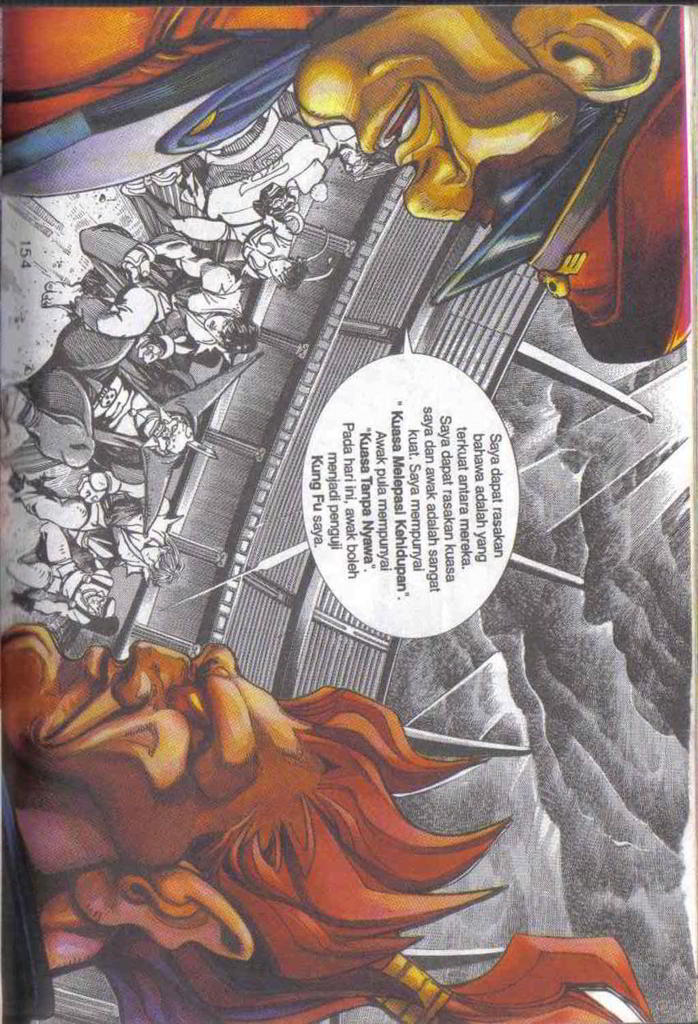 Saya dapat rasakan
bahawa adalah yang
terkuat antara mereka.
Saya dapat rasakan kuasa
saya dan awak adalah sangat
kuat. Saya mempunyai
"Kuasa Melepasi Kehidupan".
Awak pula mempunyai
"Kuasa Tanpa Nyawa".
Pada hari ini, awak boleh
menjadi penguji
Kung Fu saya.
154